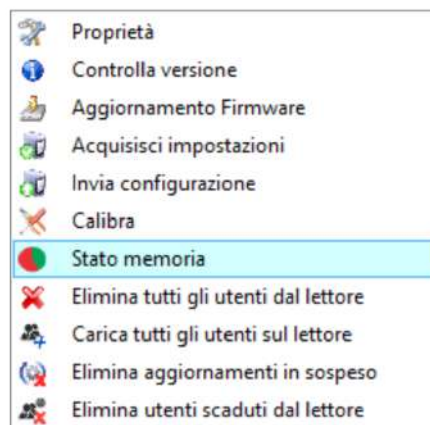 Proprietà
Controlla versione
Aggiornamento Firmware
Acquisisci impostazioni
Invia configurazione
Calibra
Stato memoria
Elimina tutti gli utenti dal lettore
Carica tutti gli utenti sul lettore
Elimina aggiornamenti in sospeso
Elimina utenti scaduti dal lettore